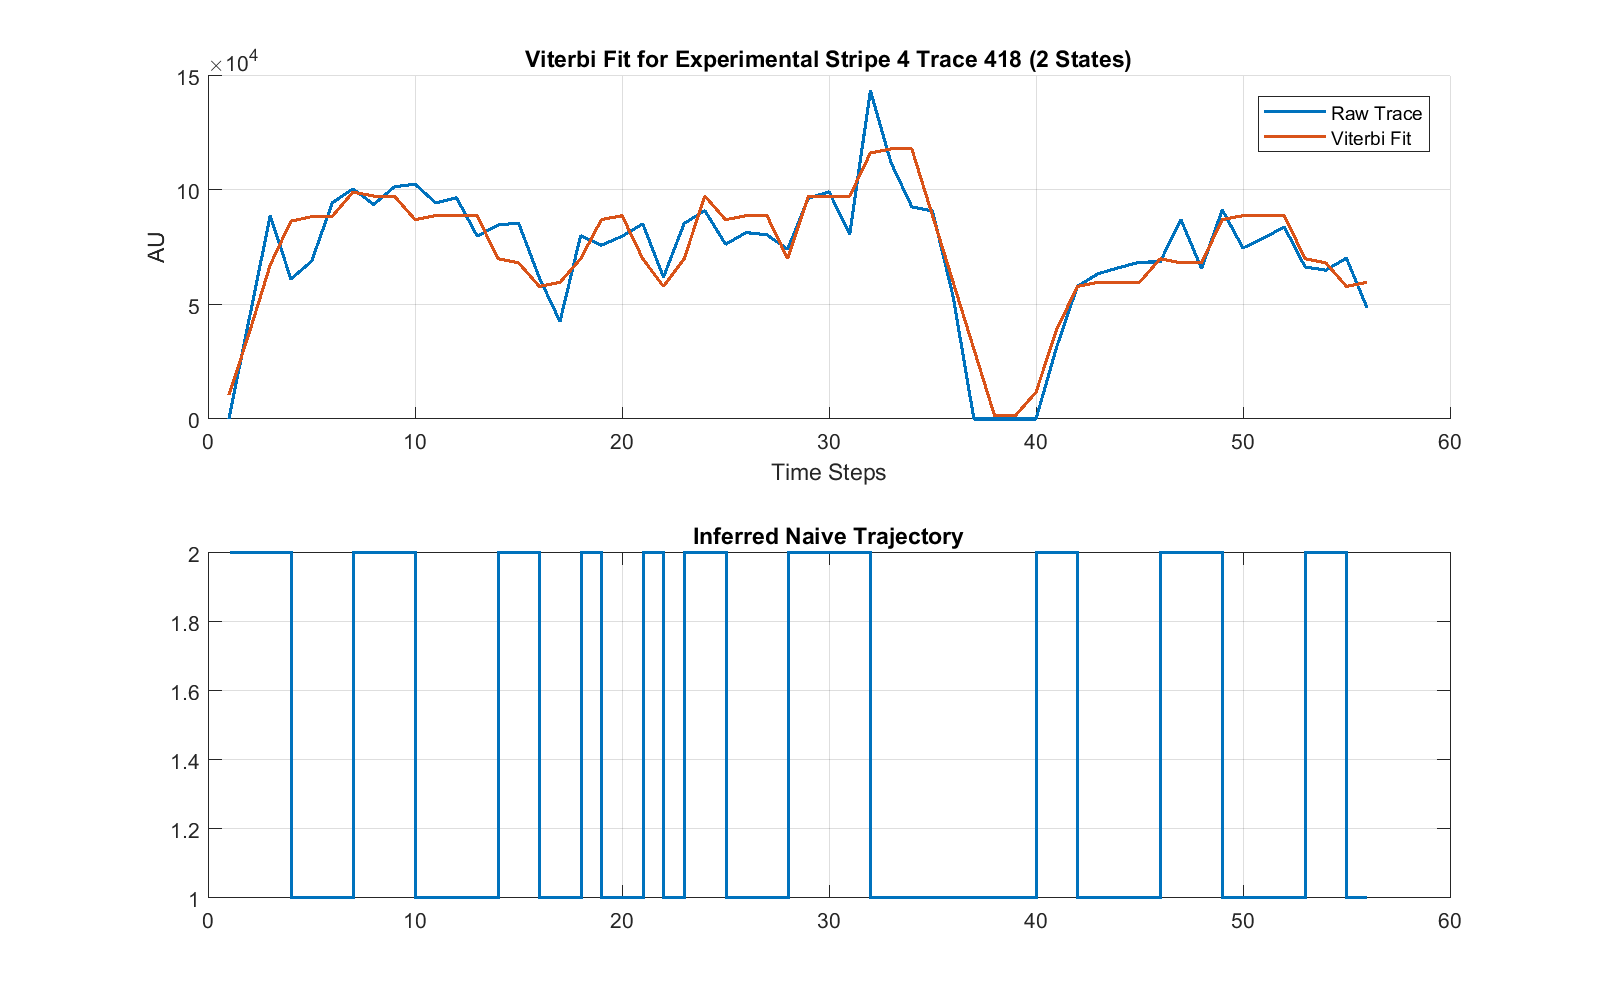 Viterbi Fit for Experimental Stripe 4 Trace 418 (2 States)
×10^4
15
10
5
0
AU
Raw Trace
Viterbi Fit
0 10 20 30 40 50 60
Time Steps
Inferred Naive Trajectory
2
1.8
1.6
1.4
1.2
1
0 10 20 30 40 50 60